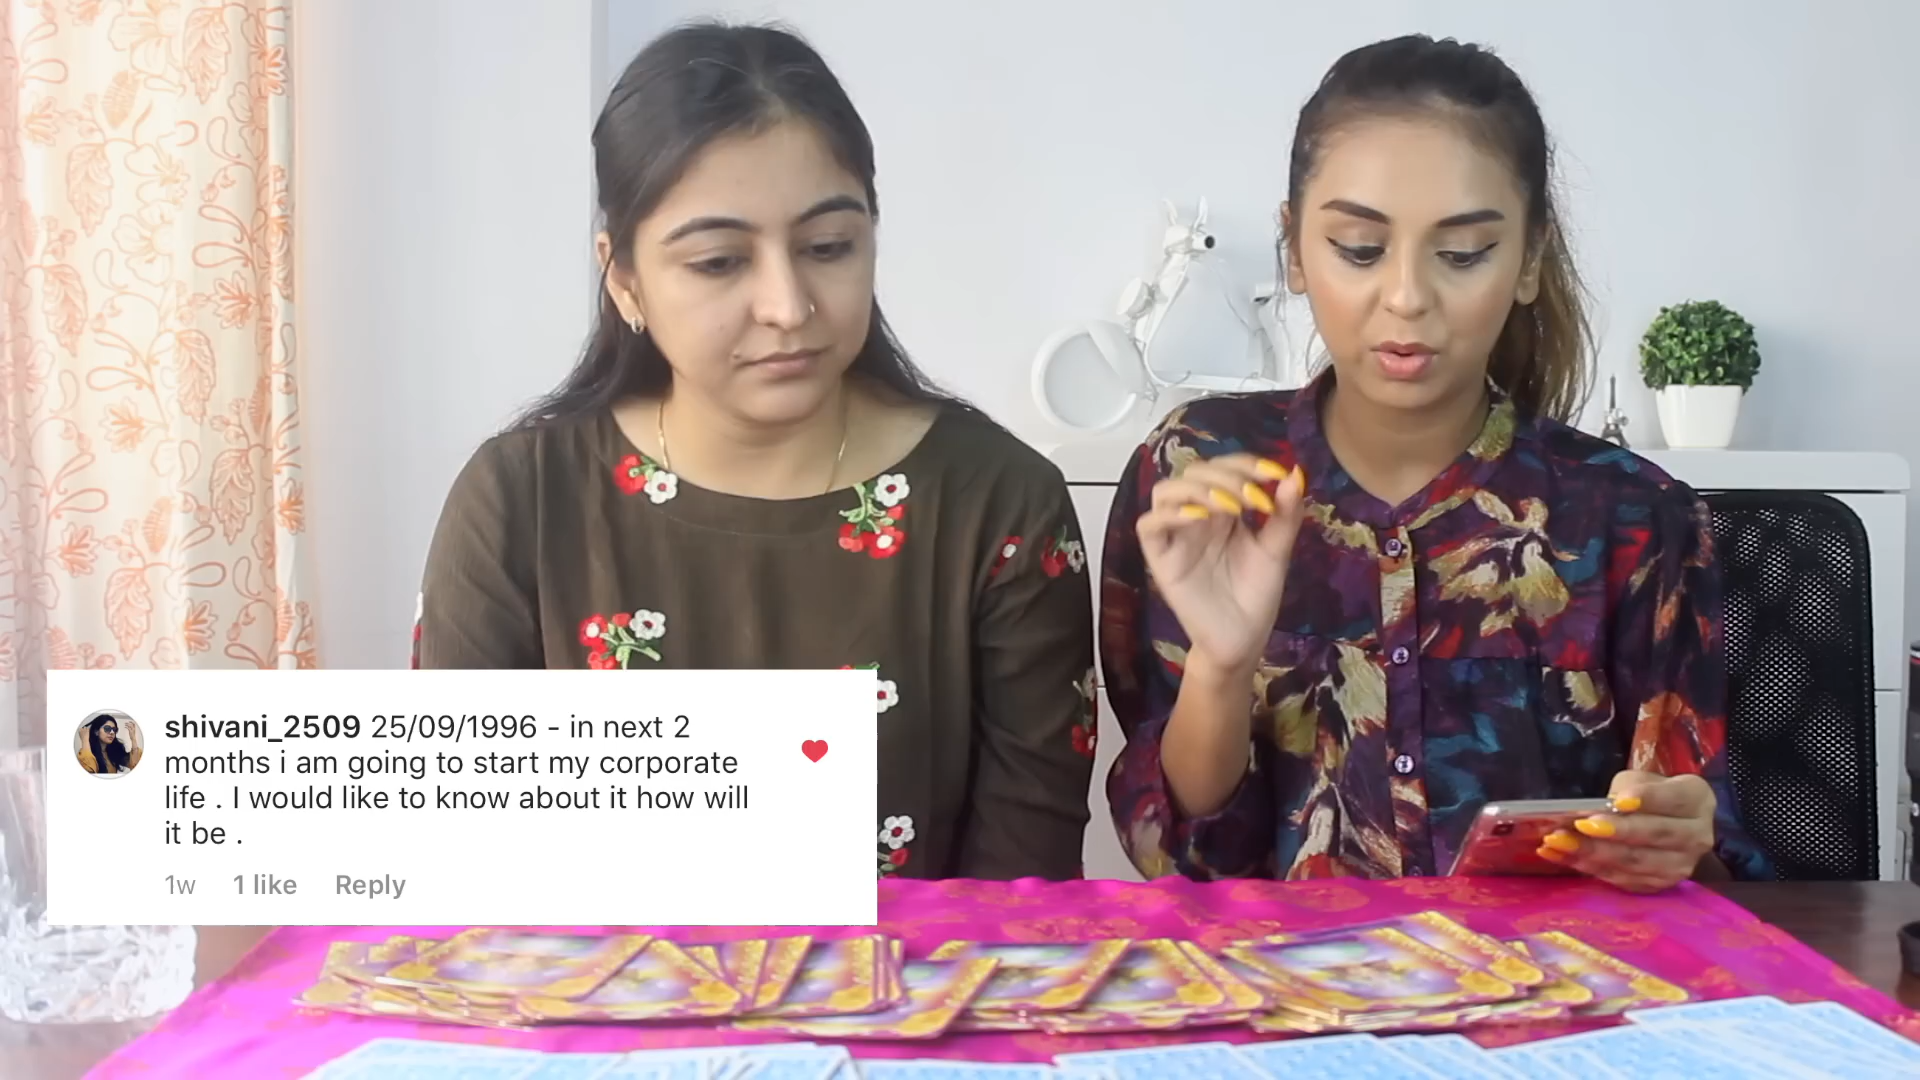 shivani_2509 25/09/1996 - in next 2
months i am going to start my corporate
life . I would like to know about it how will
it be .
1w 1 like Reply